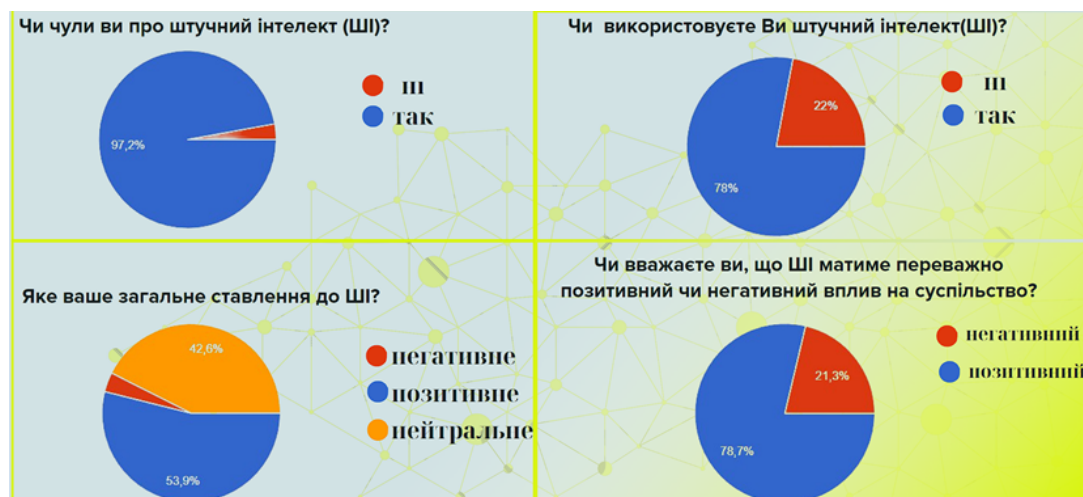 Чи чули ви про штучний інтелект (ШІ)?
ні
так
97,2%
Чи використовуєте Ви штучний інтелект(ШІ)?
ні
так
22%
78%
Яке ваше загальне ставлення до ШІ?
негативне
позитивне
нейтральне
42,6%
53,9%
Чи вважаєте ви, що ШІ матиме переважно
позитивний чи негативний вплив на суспільство?
негативний
позитивний
21,3%
78,7%